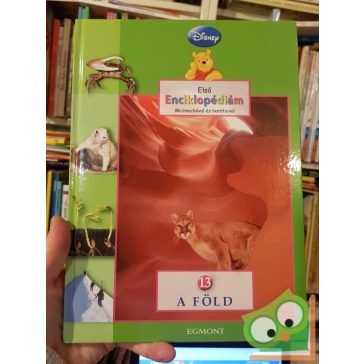 Disney
Első
Enciklopédiám
Micimackóval és barátaival
13
A FÖLD
EGMONT